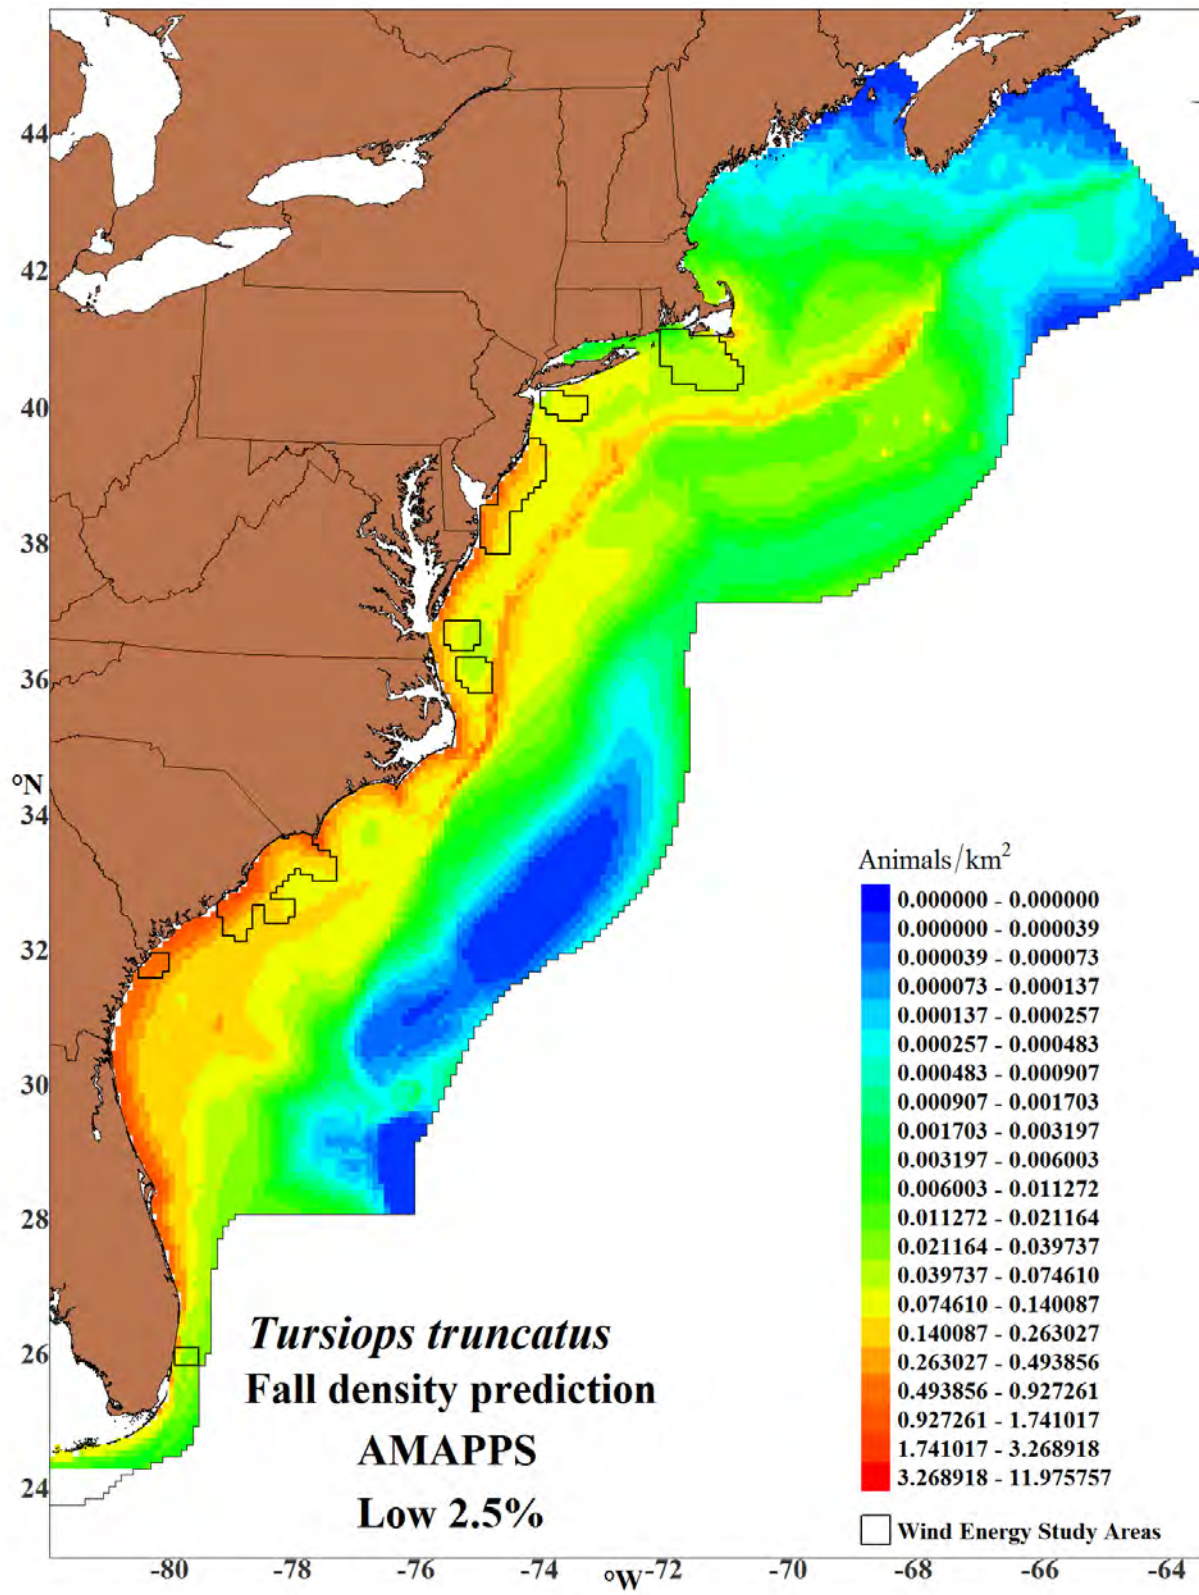 44
42
40
38
36
°N
34
32
30
28
26
24
Animals/km²
0.000000 - 0.000000
0.000000 - 0.000039
0.000039 - 0.000073
0.000073 - 0.000137
0.000137 - 0.000257
0.000257 - 0.000483
0.000483 - 0.000907
0.000907 - 0.001703
0.001703 - 0.003197
0.003197 - 0.006003
0.006003 - 0.011272
0.011272 - 0.021164
0.021164 - 0.039737
0.039737 - 0.074610
0.074610 - 0.140087
0.140087 - 0.263027
0.263027 - 0.493856
0.493856 - 0.927261
0.927261 - 1.741017
1.741017 - 3.268918
3.268918 - 11.975757
Wind Energy Study Areas
Tursiops truncatus
Fall density prediction
AMAPPS
Low 2.5%
-80 -78 -76 -74 -72 -70 -68 -66 -64
°W